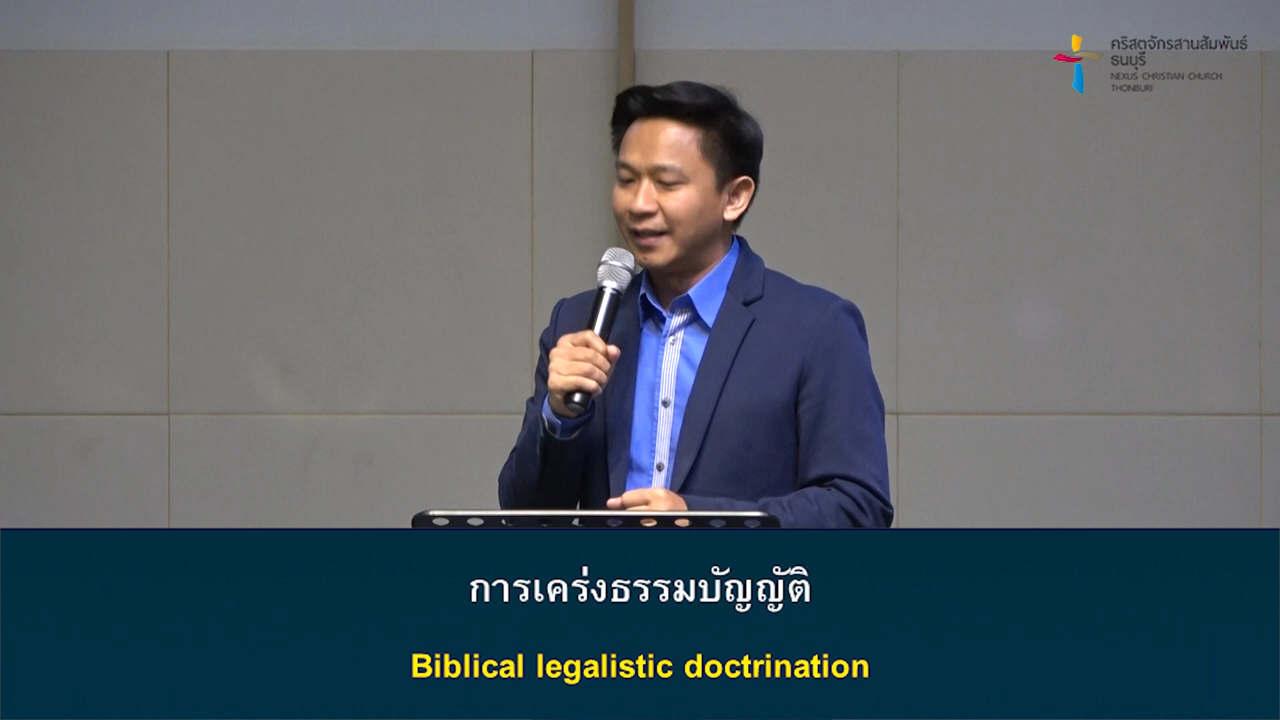 คริสตจักรสานสัมพันธ์
ธนบุรี
NEXUS CHRISTIAN CHURCH
THONBURI
การเคร่งธรรมบัญญัติ
Biblical legalistic doctrination